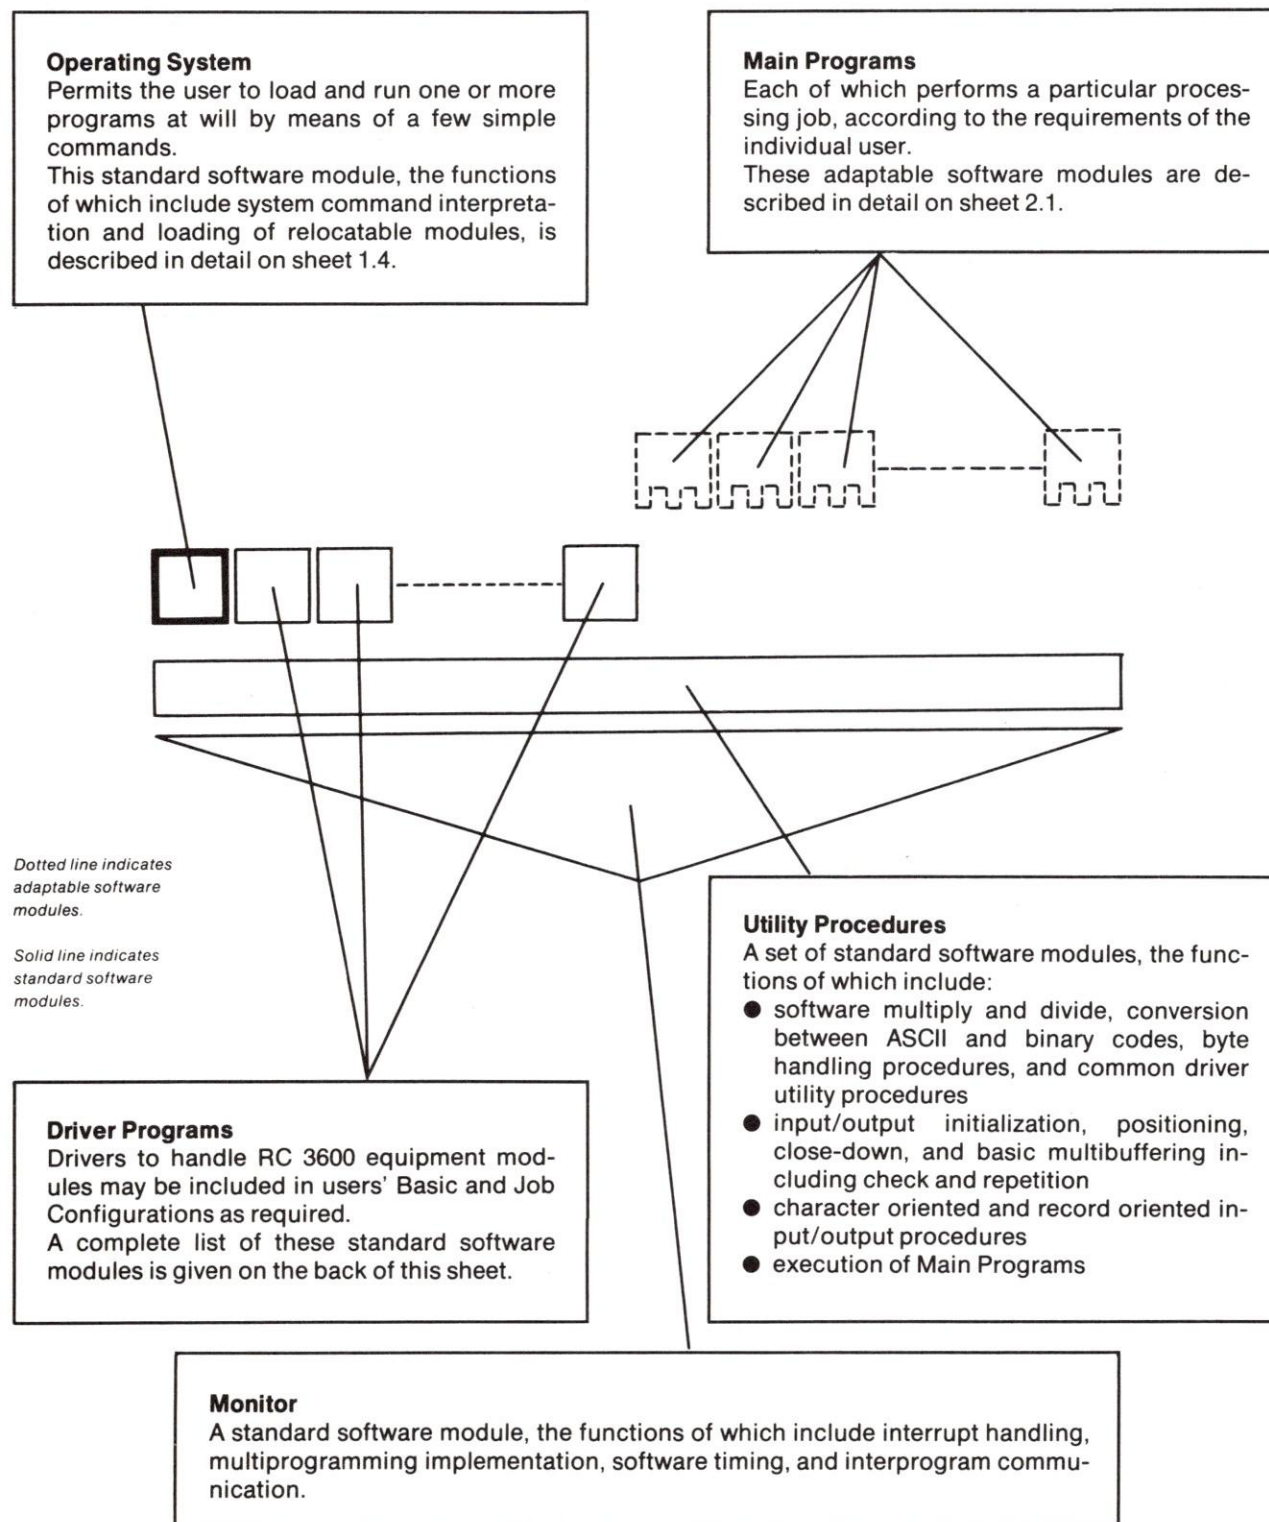 Operating System
Permits the user to load and run one or more
programs at will by means of a few simple
commands.
This standard software module, the functions
of which include system command interpreta-
tion and loading of relocatable modules, is
described in detail on sheet 1.4.
Main Programs
Each of which performs a particular proces-
sing job, according to the requirements of the
individual user.
These adaptable software modules are de-
scribed in detail on sheet 2.1.
Dotted line indicates
adaptable software
modules.
Solid line indicates
standard software
modules.
Utility Procedures
A set of standard software modules, the func-
tions of which include:
● software multiply and divide, conversion
between ASCII and binary codes, byte
handling procedures, and common driver
utility procedures
● input/output initialization, positioning,
close-down, and basic multibuffering in-
cluding check and repetition
● character oriented and record oriented in-
put/output procedures
● execution of Main Programs
Driver Programs
Drivers to handle RC 3600 equipment mod-
ules may be included in users' Basic and Job
Configurations as required.
A complete list of these standard software
modules is given on the back of this sheet.
Monitor
A standard software module, the functions of which include interrupt handling,
multiprogramming implementation, software timing, and interprogram commu-
nication.